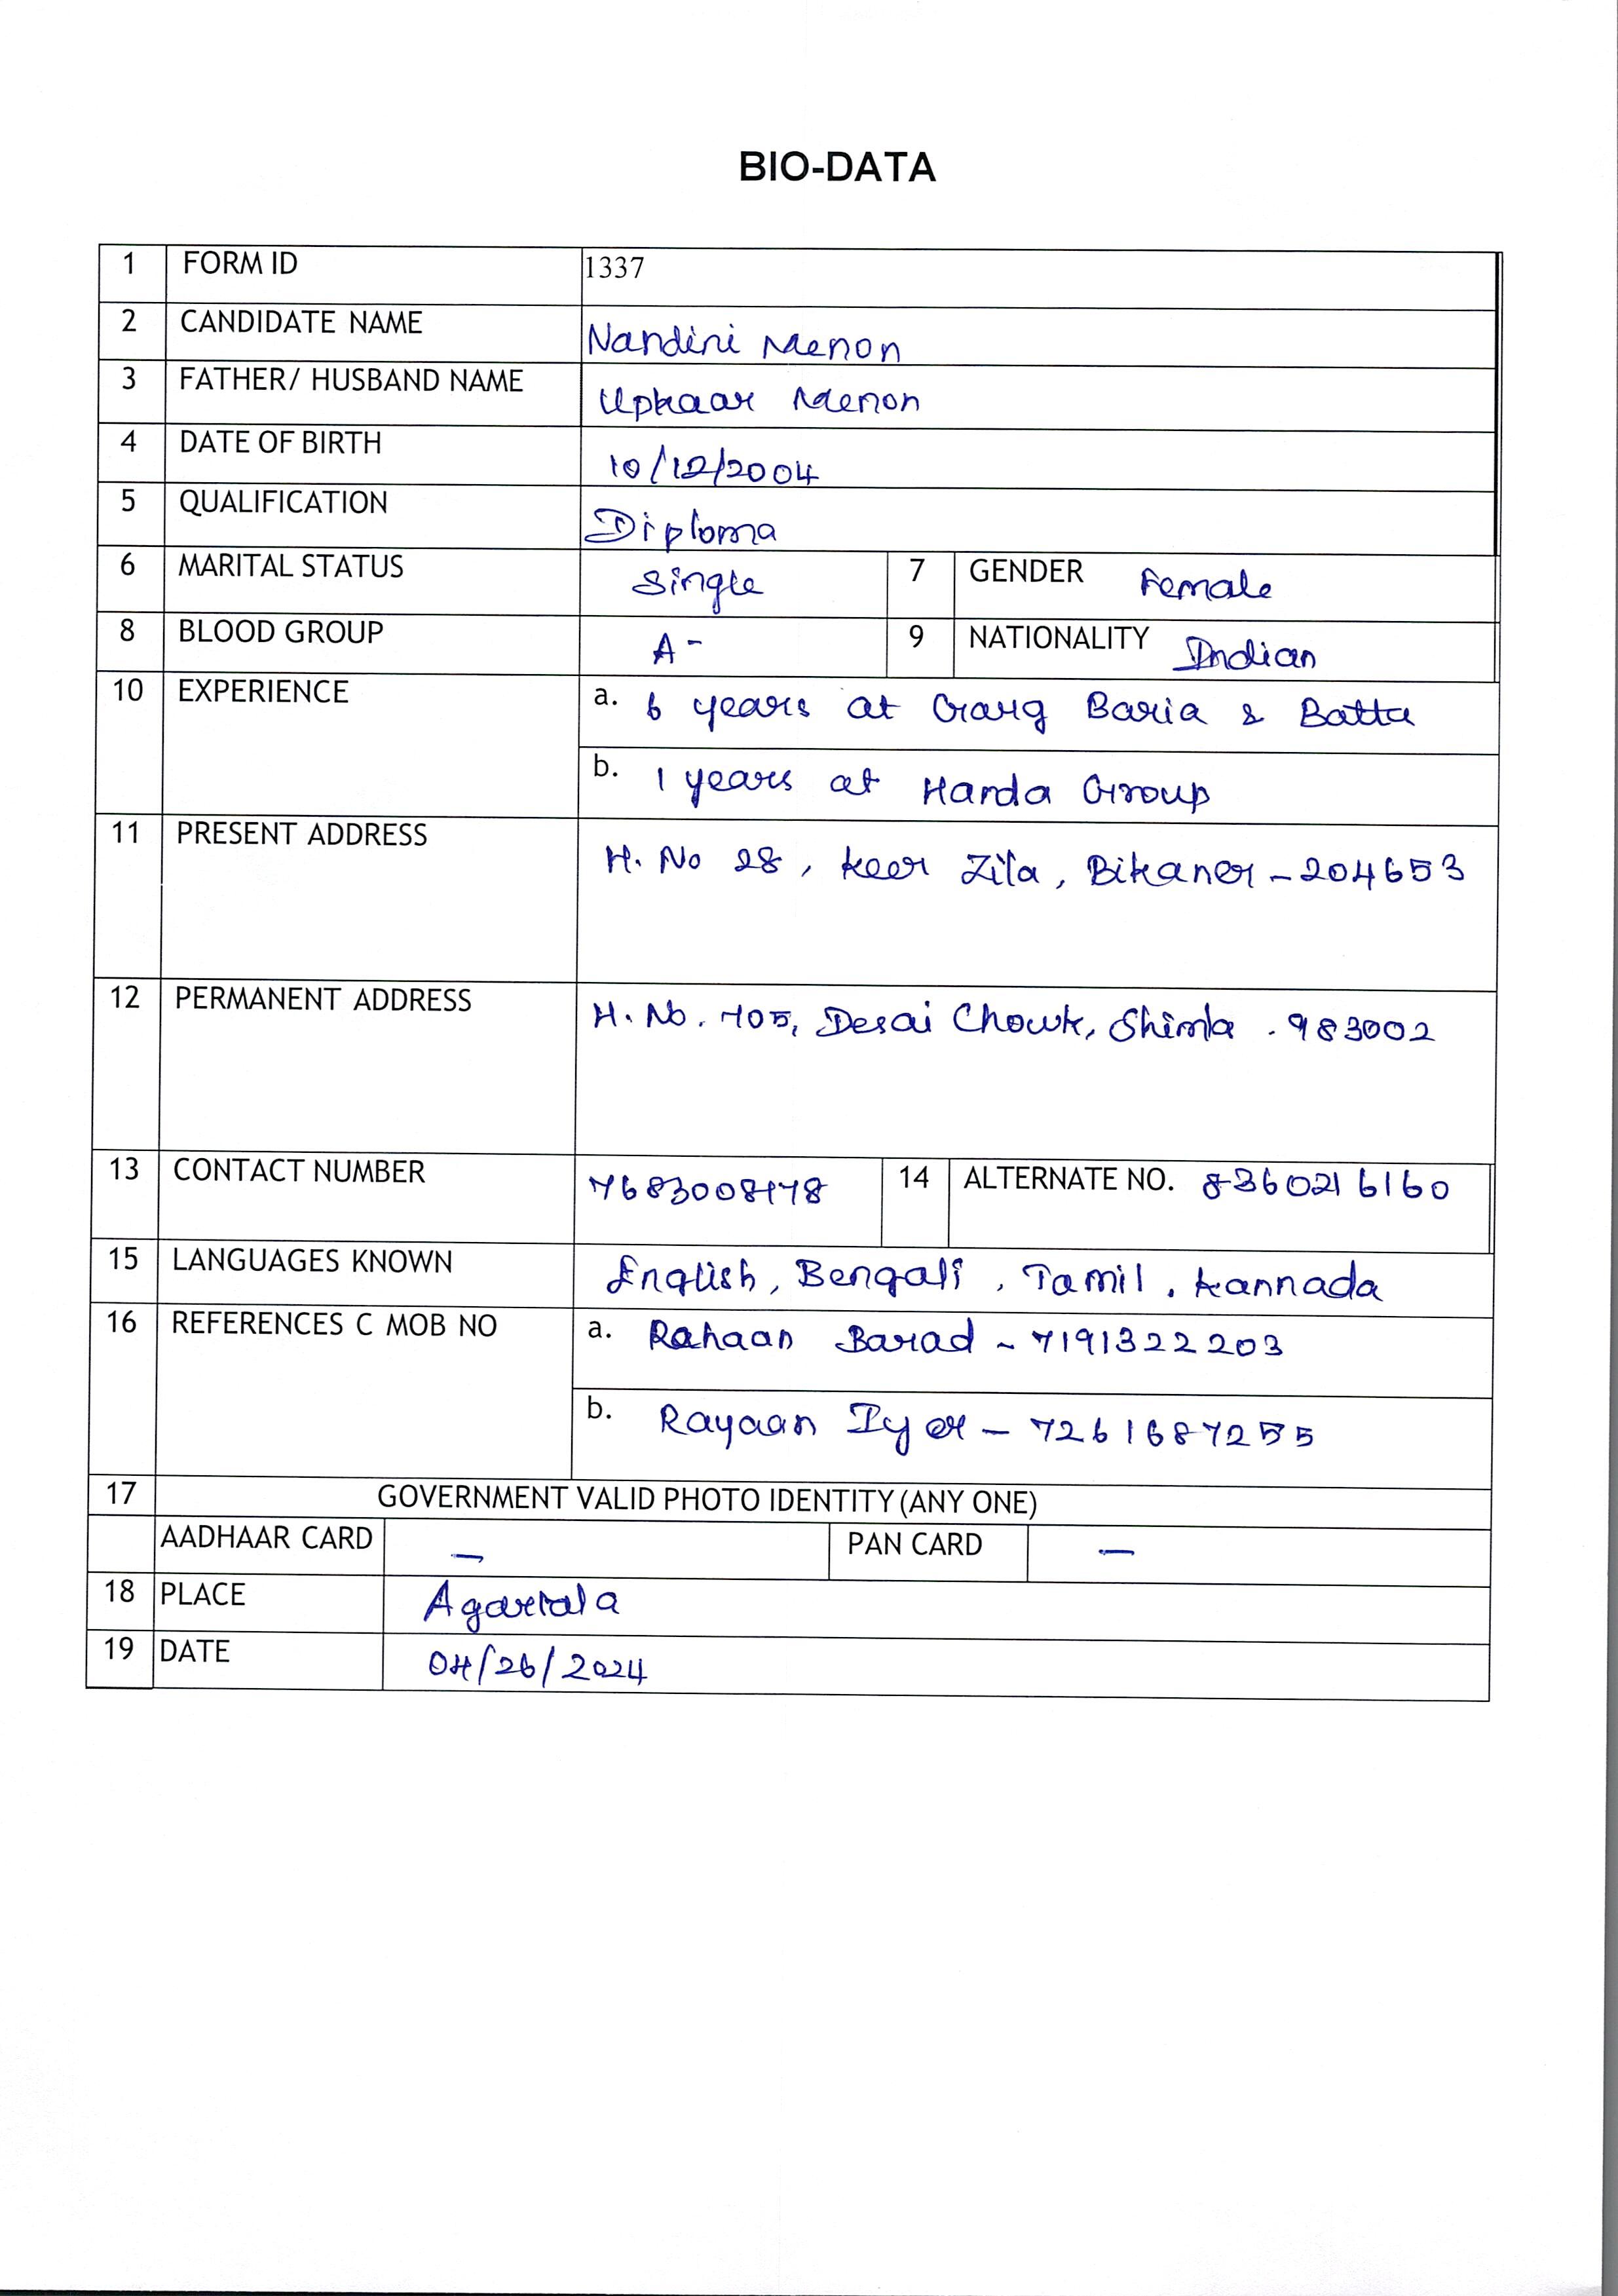 BIO-DATA
1 FORM ID 1337
2 CANDIDATE NAME Nandini Menon
3 FATHER/ HUSBAND NAME Upkaar Menon
4 DATE OF BIRTH 10/12/2004
5 QUALIFICATION Diploma
6 MARITAL STATUS Single 7 GENDER Female
8 BLOOD GROUP A- 9 NATIONALITY Indian
10 EXPERIENCE a. 6 years at Garg Baria & Batta
b. 1 years at Handa Group
11 PRESENT ADDRESS H. No 28, Keer Zila, Bikaner - 204653
12 PERMANENT ADDRESS H. No. 705, Desai Chowk, Shimla - 983002
13 CONTACT NUMBER 7683008178 14 ALTERNATE NO. 8360216160
15 LANGUAGES KNOWN English, Bengali, Tamil, Kannada
16 REFERENCES C MOB NO a. Rahaan Barad - 7191322203
b. Rayaan Iyer - 7261687255
17 GOVERNMENT VALID PHOTO IDENTITY (ANY ONE)
AADHAAR CARD - PAN CARD -
18 PLACE Agartala
19 DATE 04/26/2024